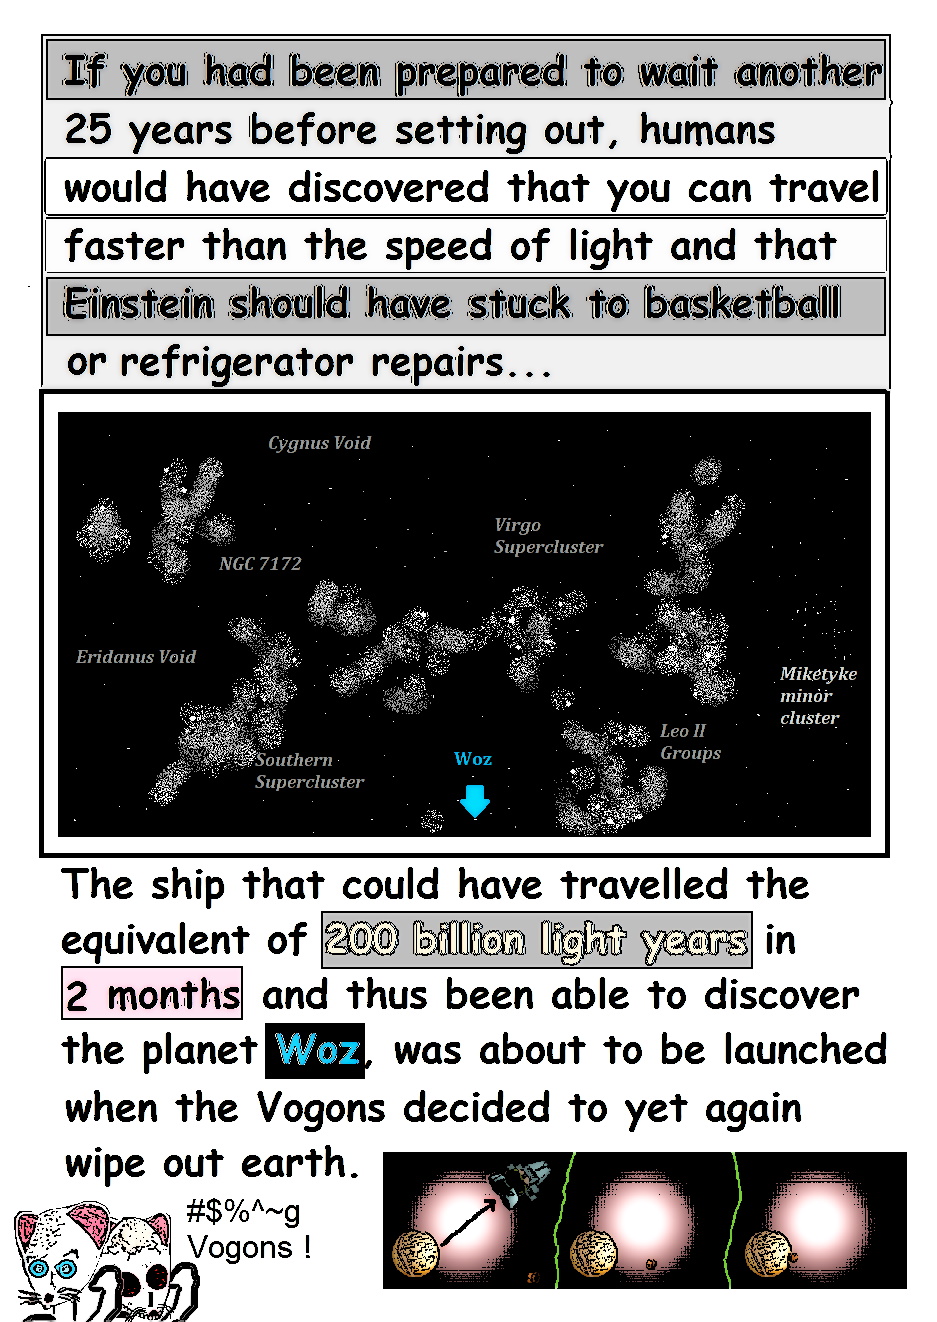 If you had been prepared to wait another
25 years before setting out, humans
would have discovered that you can travel
faster than the speed of light and that
Einstein should have stuck to basketball
or refrigerator repairs...
Cygnus Void
Virgo
Supercluster
NGC 7172
Eridanus Void
Miketyke
minor
cluster
Leo II
Groups
Southern
Supercluster
Woz
The ship that could have travelled the
equivalent of 200 billion light years in
2 months and thus been able to discover
the planet Woz, was about to be launched
when the Vogons decided to yet again
wipe out earth.
#$%^~g
Vogons !